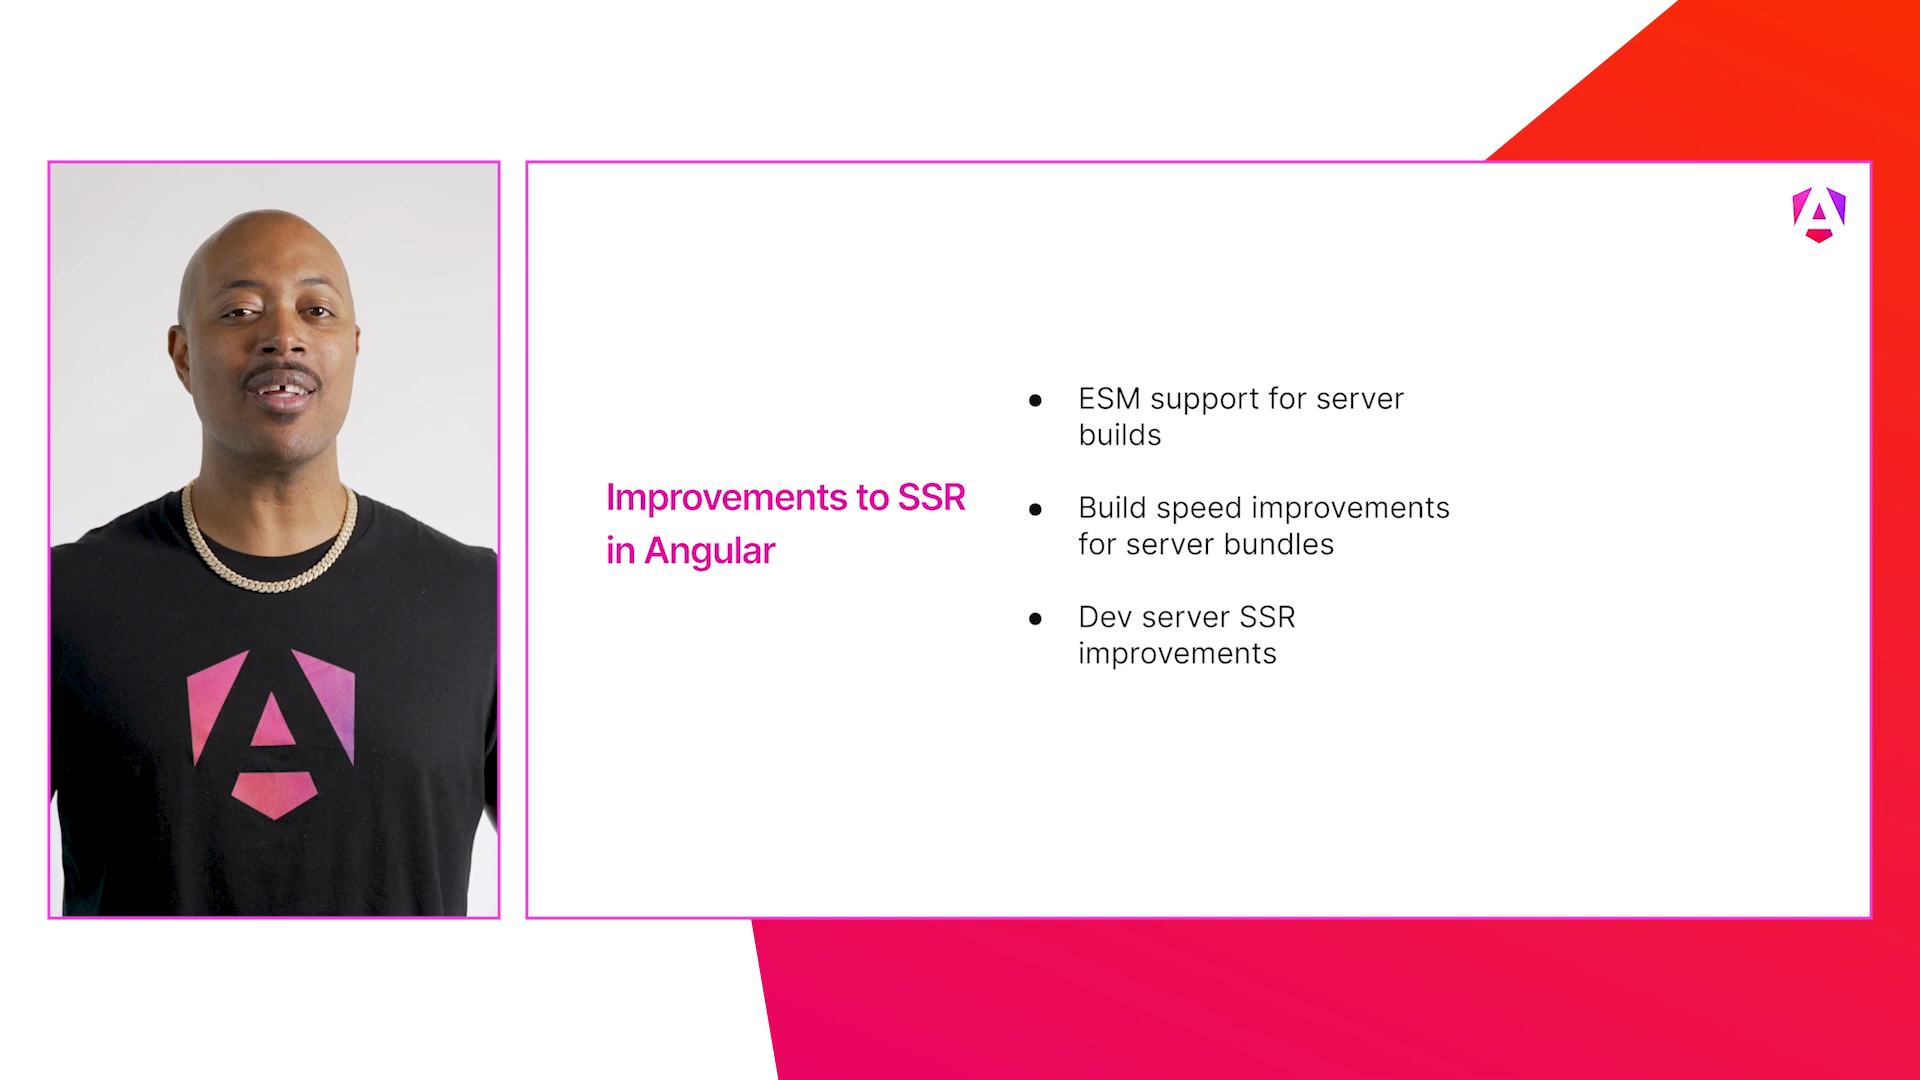 Improvements to SSR
in Angular
● ESM support for server
builds
● Build speed improvements
for server bundles
● Dev server SSR
improvements